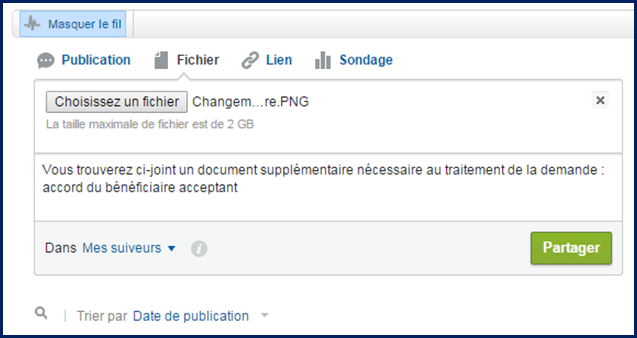 Masquer le fil
Publication Fichier Lien Sondage
Choisissez un fichier Changem...re.PNG
La taille maximale de fichier est de 2 GB
Vous trouverez ci-joint un document supplémentaire nécessaire au traitement de la demande :
accord du bénéficiaire acceptant
Dans Mes suiveurs Partager
Trier par Date de publication